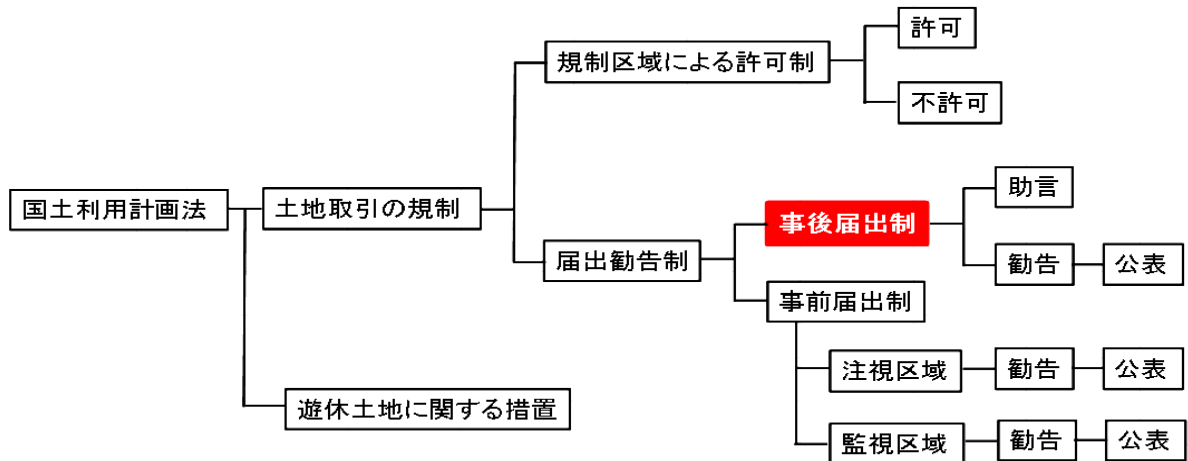 許可
規制区域による許可制
不許可
国土利用計画法
土地取引の規制
助言
事後届出制
届出勧告制
勧告
公表
事前届出制
注視区域
勧告
公表
遊休土地に関する措置
監視区域
勧告
公表